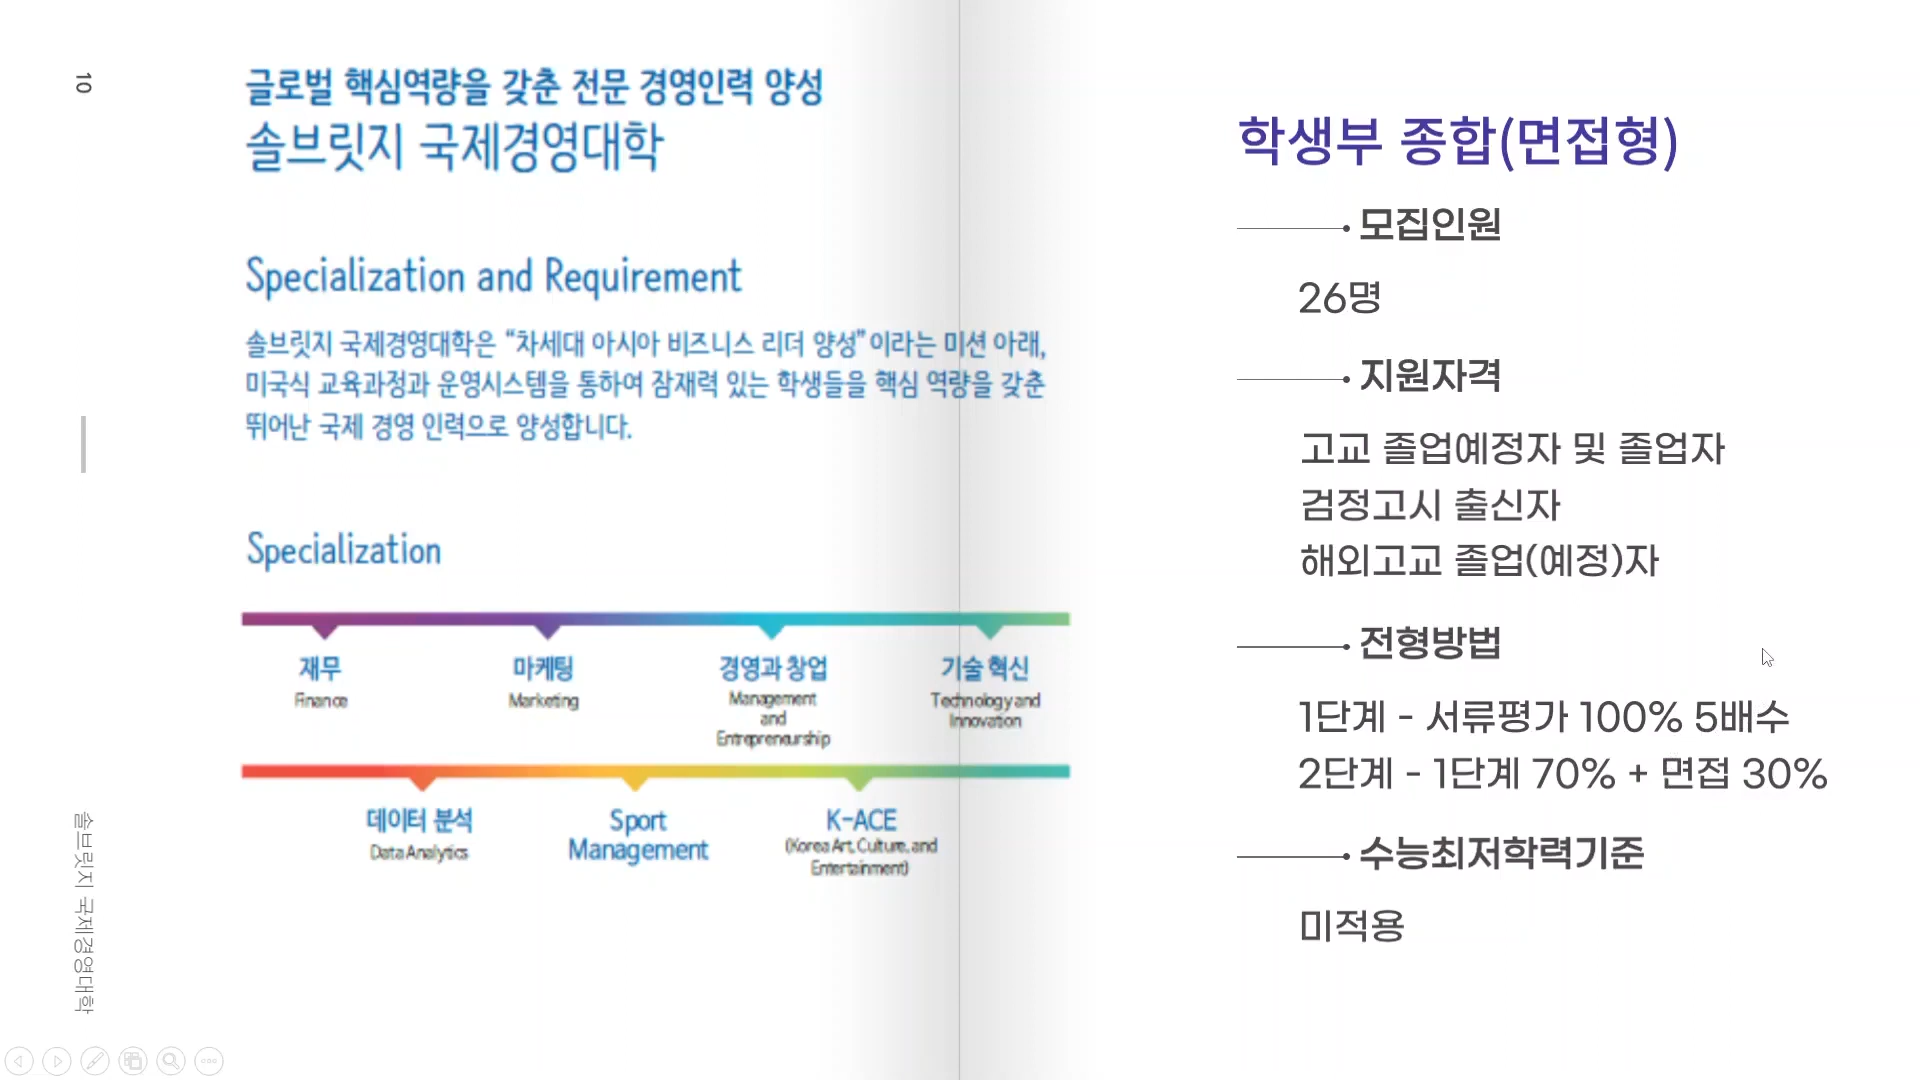 10
글로벌 핵심역량을 갖춘 전문 경영인력 양성
솔브릿지 국제경영대학
Specialization and Requirement
솔브릿지 국제경영대학은 “차세대 아시아 비즈니스 리더 양성”이라는 미션 아래,
미국식 교육과정과 운영시스템을 통하여 잠재력 있는 학생들을 핵심 역량을 갖춘
뛰어난 국제 경영 인력으로 양성합니다.
Specialization
재무
Finance
마케팅
Marketing
경영과 창업
Management
and
Entrepreneurship
기술 혁신
Technology and
Innovation
데이터 분석
Data Analytics
Sport
Management
K-ACE
(Korea Art, Culture, and
Entertainment)
솔브릿지 국제경영대학
학생부 종합(면접형)
모집인원
26명
지원자격
고교 졸업예정자 및 졸업자
검정고시 출신자
해외고교 졸업(예정)자
전형방법
1단계 - 서류평가 100% 5배수
2단계 - 1단계 70% + 면접 30%
수능최저학력기준
미적용